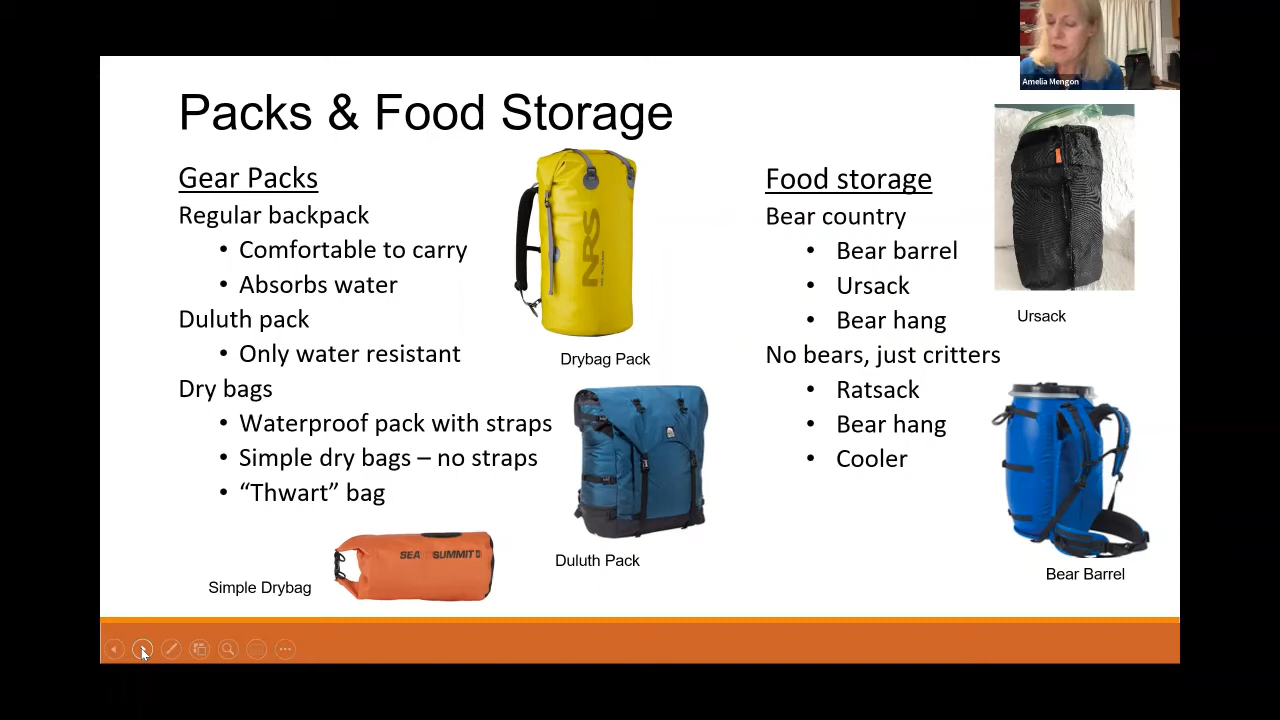 Amelia Mengon
Packs & Food Storage
Gear Packs
Regular backpack
• Comfortable to carry
• Absorbs water
Duluth pack
• Only water resistant
Dry bags
• Waterproof pack with straps
• Simple dry bags – no straps
• “Thwart” bag
NRS
Drybag Pack
Duluth Pack
SEA SUMMIT
Simple Drybag
Food storage
Bear country
• Bear barrel
• Ursack
• Bear hang
No bears, just critters
• Ratsack
• Bear hang
• Cooler
Ursack
Bear Barrel